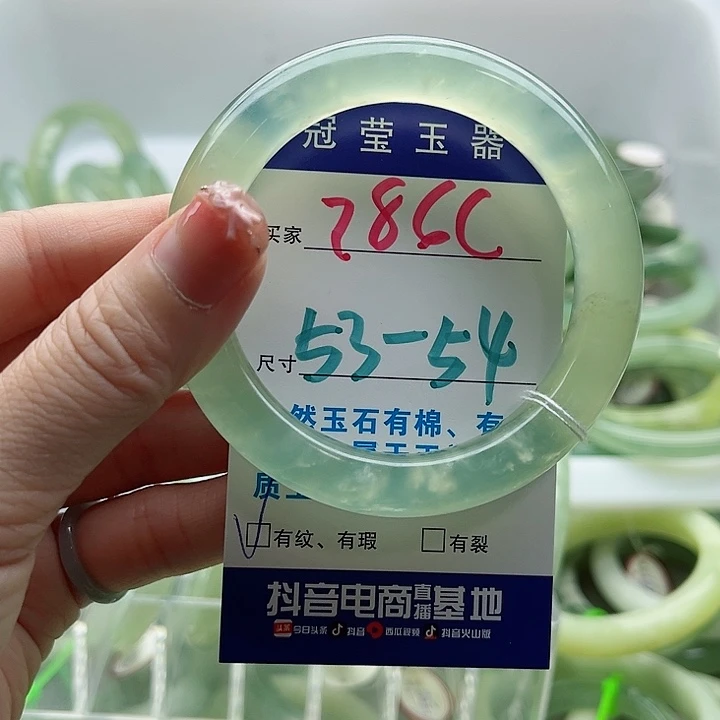 冠莹玉器
买家 286C
尺寸 53-54
然玉石有棉、有
质
有纹、有瑕 有裂
抖音电商直播基地
今日头条 抖音 西瓜视频 抖音火山版